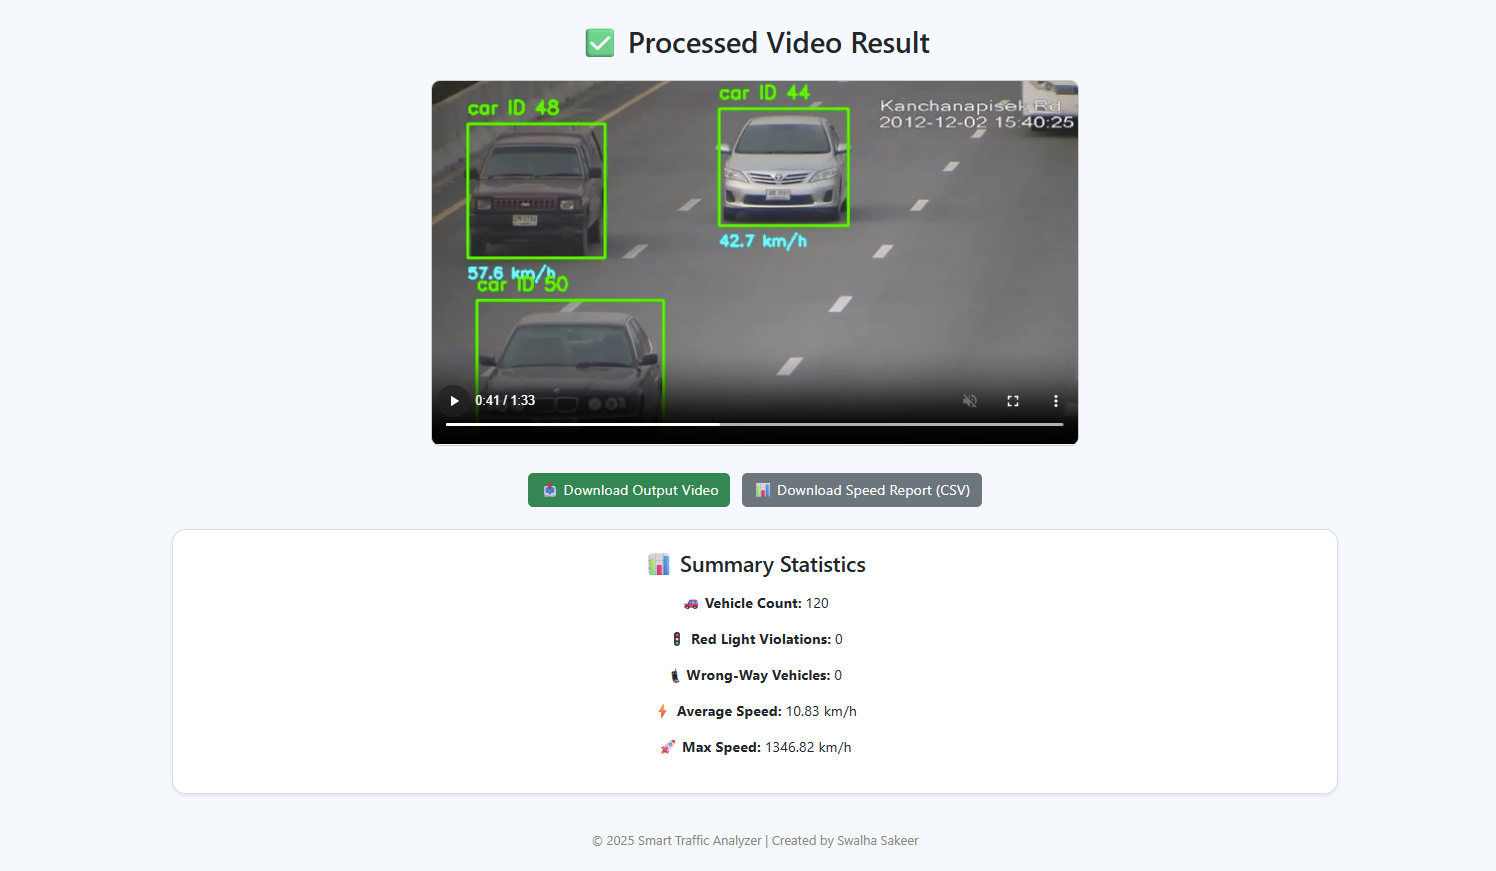 Processed Video Result
car ID 48
car ID 44
Kanchanapisek Rd
2012-12-02 15:40:25
42.7 km/h
57.6 km/h
car ID 50
0:41 / 1:33
Download Output Video
Download Speed Report (CSV)
Summary Statistics
Vehicle Count: 120
Red Light Violations: 0
Wrong-Way Vehicles: 0
Average Speed: 10.83 km/h
Max Speed: 1346.82 km/h
© 2025 Smart Traffic Analyzer | Created by Swalha Sakeer